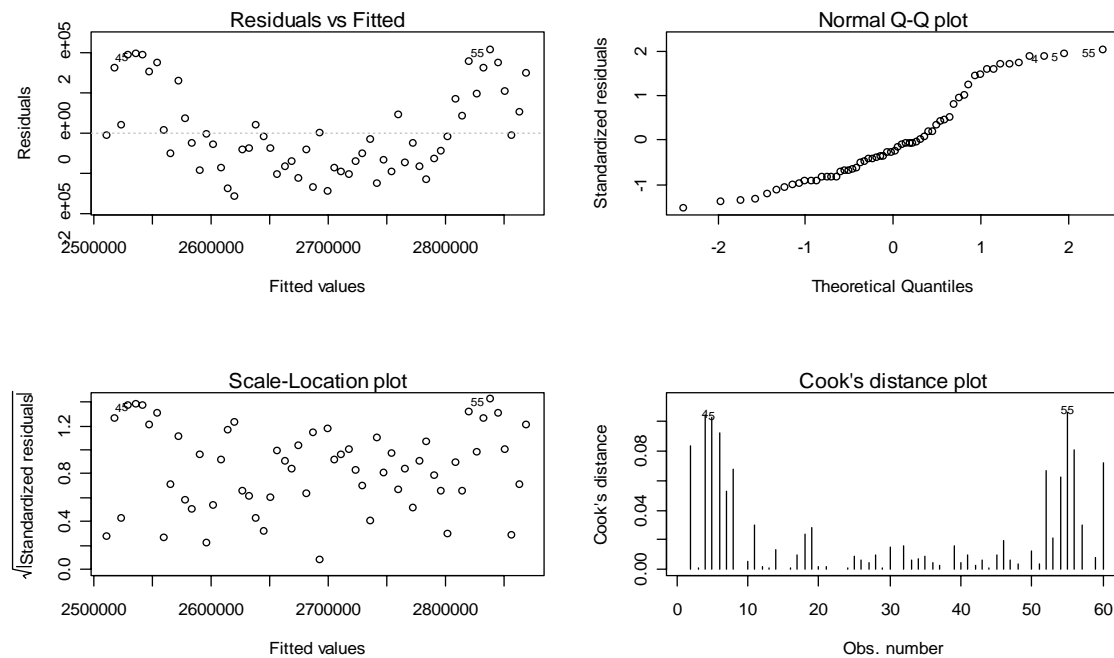 Residuals vs Fitted
Residuals
-2 e+05
0 e+00
2 e+05
45
55
2500000 2600000 2700000 2800000
Fitted values
Normal Q-Q plot
Standardized residuals
-1 0 1 2
4 5 55
-2 -1 0 1 2
Theoretical Quantiles
Scale-Location plot
√|Standardized residuals|
0.0 0.4 0.8 1.2
45
55
2500000 2600000 2700000 2800000
Fitted values
Cook's distance plot
Cook's distance
0.00 0.04 0.08
45
55
0 10 20 30 40 50 60
Obs. number